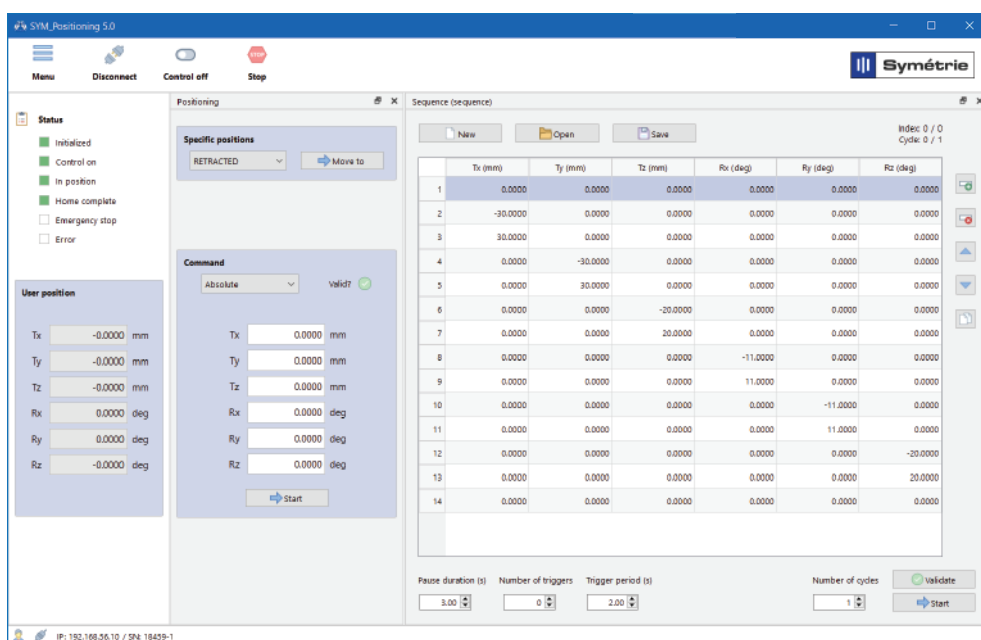 SYM_Positioning 5.0
Menu Disconnect Control off Stop
STOP
Symétrie
Status
Initialized
Control on
In position
Home complete
Emergency stop
Error
User position
Tx -0.0000 mm
Ty -0.0000 mm
Tz -0.0000 mm
Rx 0.0000 deg
Ry 0.0000 deg
Rz -0.0000 deg
Positioning
Specific positions
RETRACTED Move to
Command
Absolute Valid?
Tx 0.0000 mm
Ty 0.0000 mm
Tz 0.0000 mm
Rx 0.0000 deg
Ry 0.0000 deg
Rz 0.0000 deg
Start
Sequence (sequence)
New Open Save
Index: 0 / 0
Cycle: 0 / 1
Tx (mm) Ty (mm) Tz (mm) Rx (deg) Ry (deg) Rz (deg)
1 0.0000 0.0000 0.0000 0.0000 0.0000 0.0000
2 -30.0000 0.0000 0.0000 0.0000 0.0000 0.0000
3 30.0000 0.0000 0.0000 0.0000 0.0000 0.0000
4 0.0000 -30.0000 0.0000 0.0000 0.0000 0.0000
5 0.0000 30.0000 0.0000 0.0000 0.0000 0.0000
6 0.0000 0.0000 -20.0000 0.0000 0.0000 0.0000
7 0.0000 0.0000 20.0000 0.0000 0.0000 0.0000
8 0.0000 0.0000 0.0000 -11.0000 0.0000 0.0000
9 0.0000 0.0000 0.0000 11.0000 0.0000 0.0000
10 0.0000 0.0000 0.0000 0.0000 -11.0000 0.0000
11 0.0000 0.0000 0.0000 0.0000 11.0000 0.0000
12 0.0000 0.0000 0.0000 0.0000 0.0000 -20.0000
13 0.0000 0.0000 0.0000 0.0000 0.0000 20.0000
14 0.0000 0.0000 0.0000 0.0000 0.0000 0.0000
Pause duration (s) Number of triggers Trigger period (s) Number of cycles Validate
3.00 0 2.00 1 Start
IP: 192.168.56.10 / SN: 18459-1